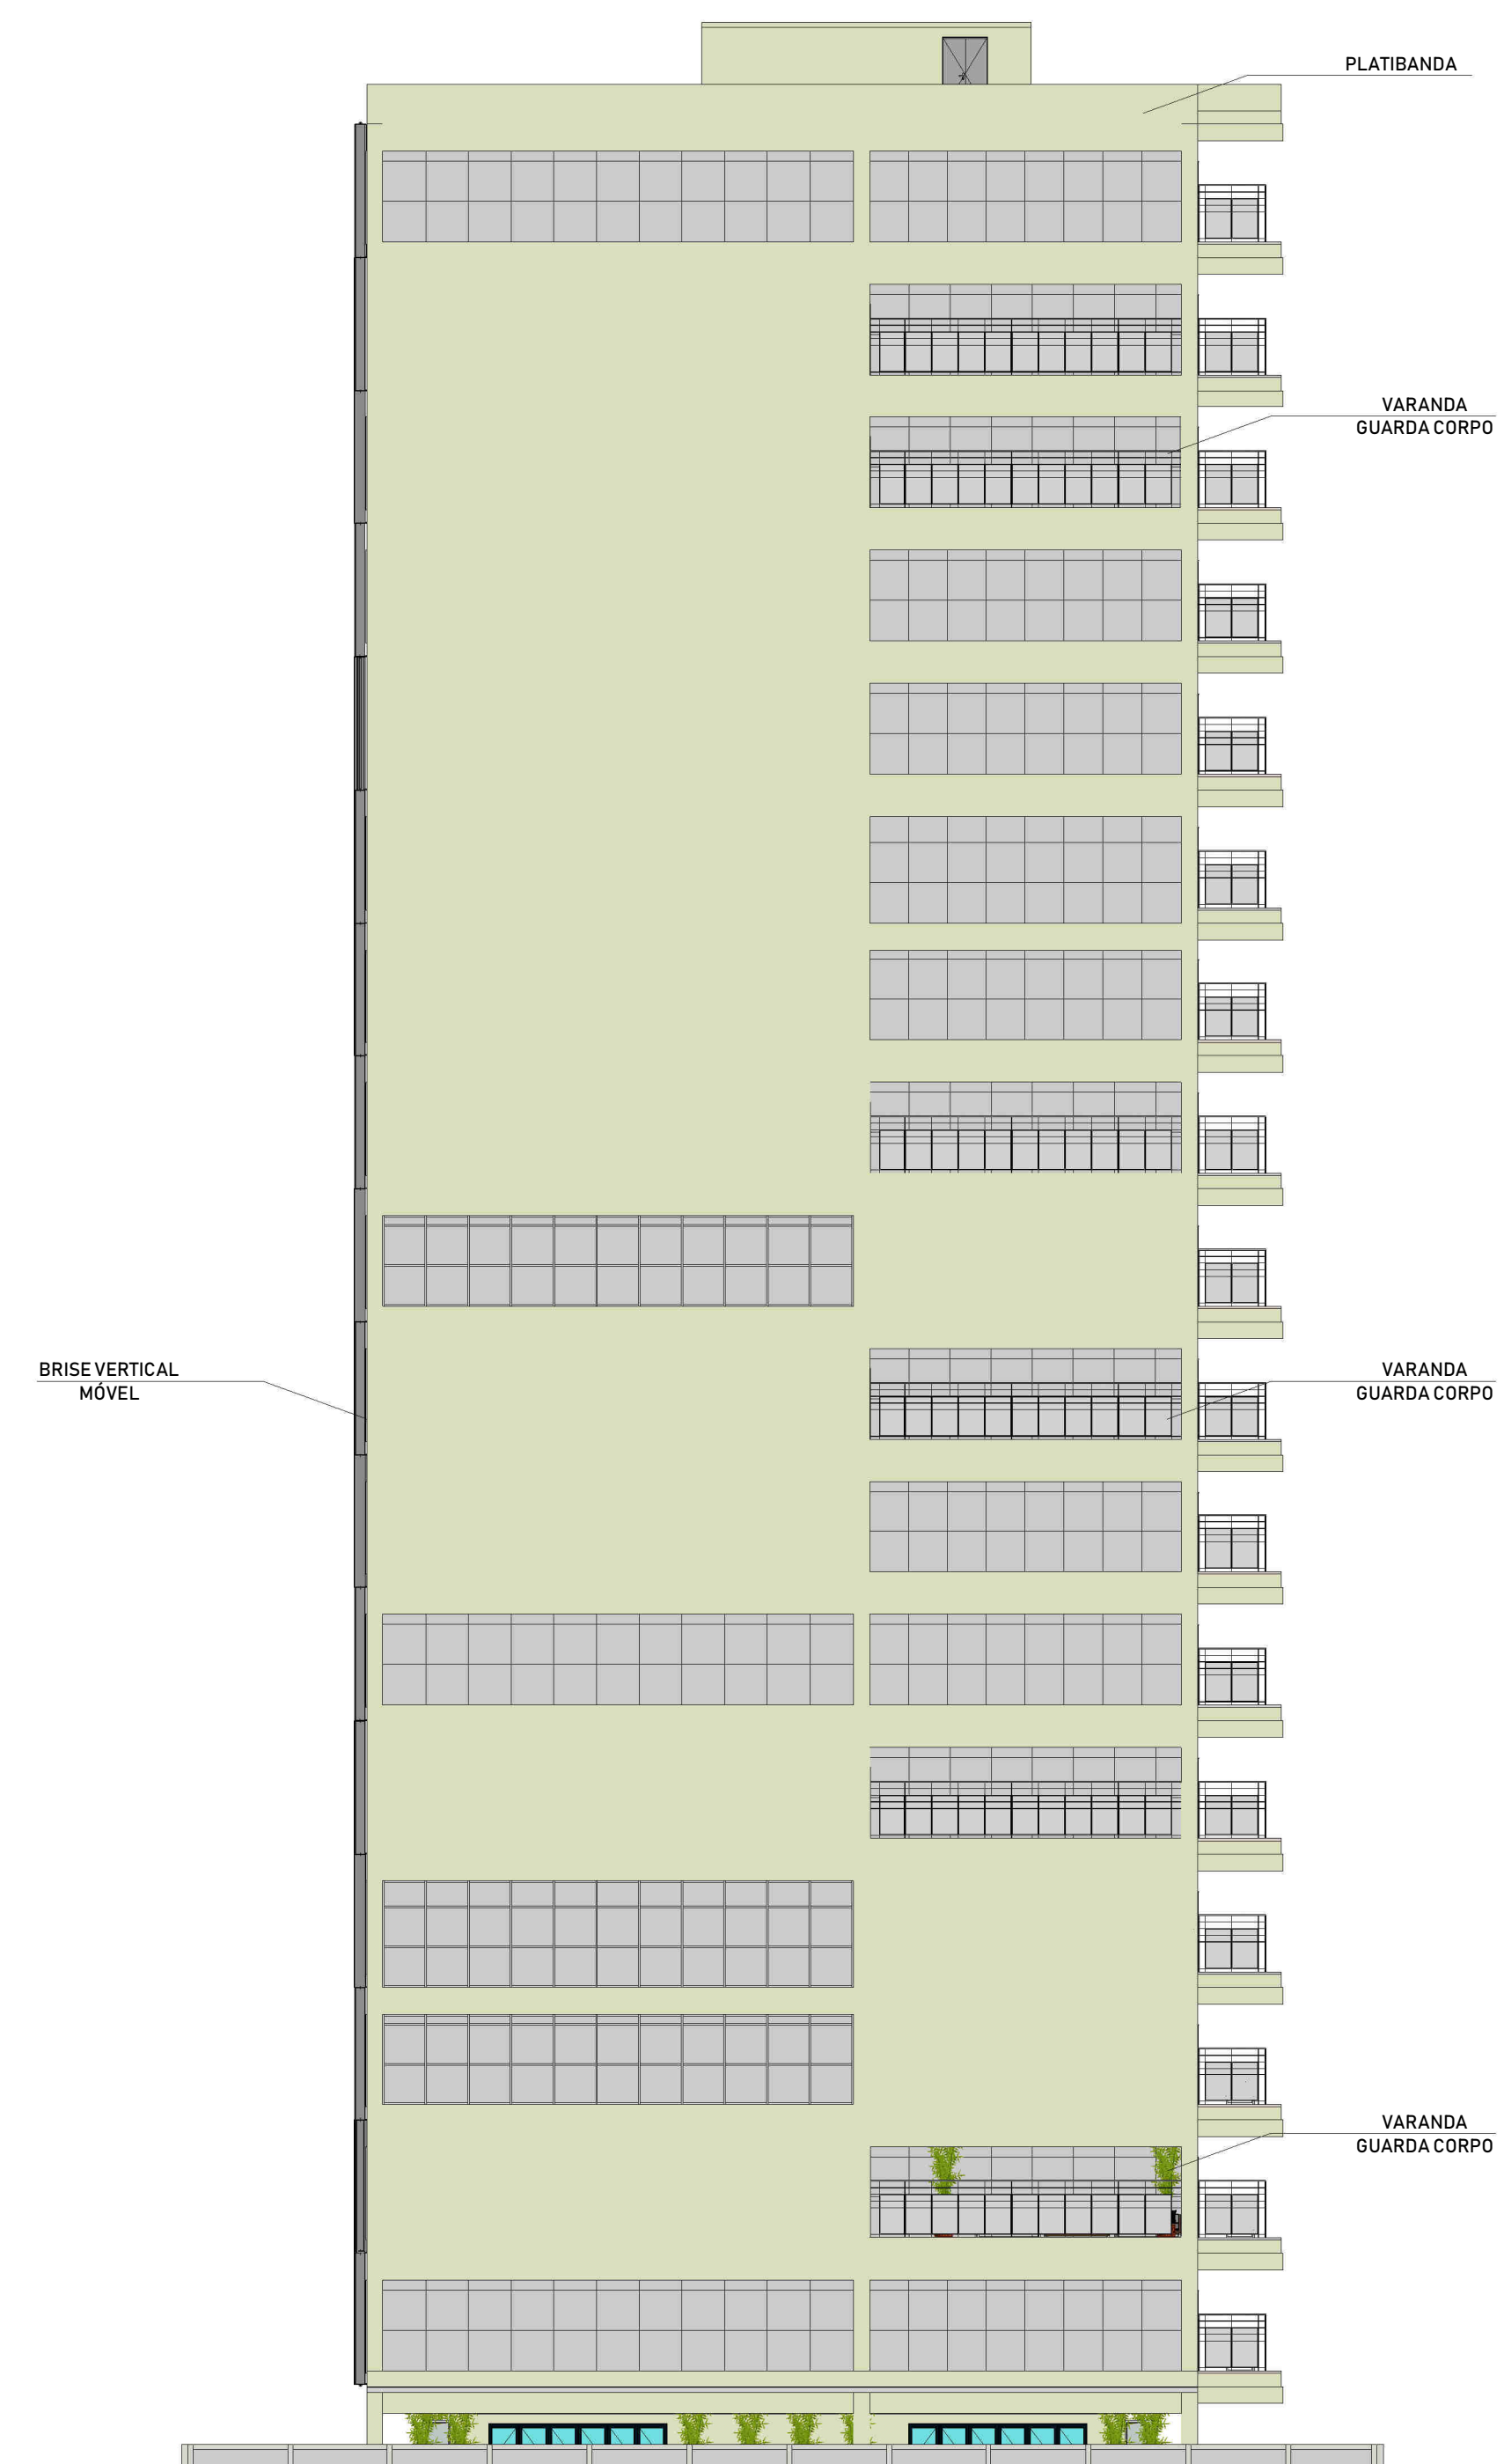 PLATIBANDA
VARANDA
GUARDA CORPO
BRISE VERTICAL
MÓVEL
VARANDA
GUARDA CORPO
VARANDA
GUARDA CORPO